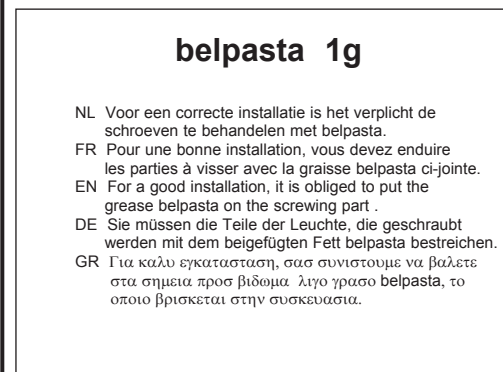 belpasta 1g
NL Voor een correcte installatie is het verplicht de
schroeven te behandelen met belpasta.
FR Pour une bonne installation, vous devez enduire
les parties à visser avec la graisse belpasta ci-jointe.
EN For a good installation, it is obliged to put the
grease belpasta on the screwing part .
DE Sie müssen die Teile der Leuchte, die geschraubt
werden mit dem beigefügten Fett belpasta bestreichen.
GR Για καλυ εγκατασταση, σασ συνιστουμε να βαλετε
στα σημεια προσ βιδωμα λιγο γρασο belpasta, το
οποιο βρισκεται στην συσκευασια.